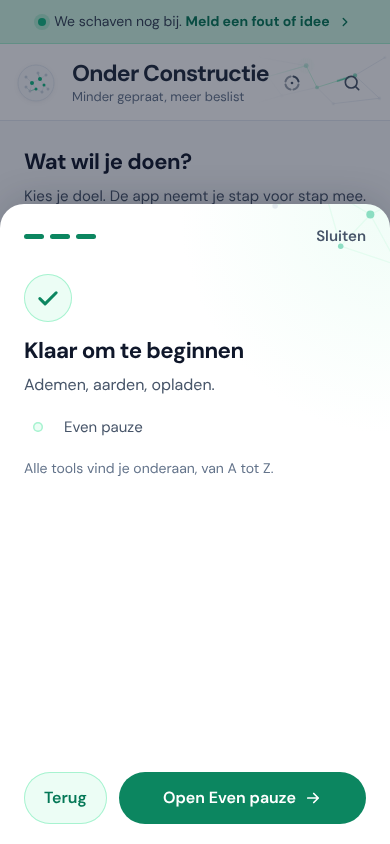 We schaven nog bij. Meld een fout of idee
Onder Constructie
Minder gepraat, meer beslist
Wat wil je doen?
Kies je doel. De app neemt je stap voor stap mee.
Sluiten
Klaar om te beginnen
Ademen, aarden, opladen.
Even pauze
Alle tools vind je onderaan, van A tot Z.
Terug
Open Even pauze →